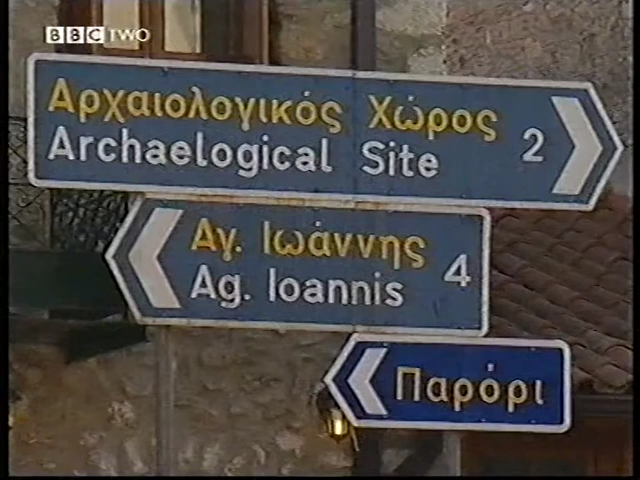 BBC TWO
Αρχαιολογικός Χώρος
Archaelogical Site 2
Αγ. Ιωάννης
Ag. Ioannis 4
Παρόρι